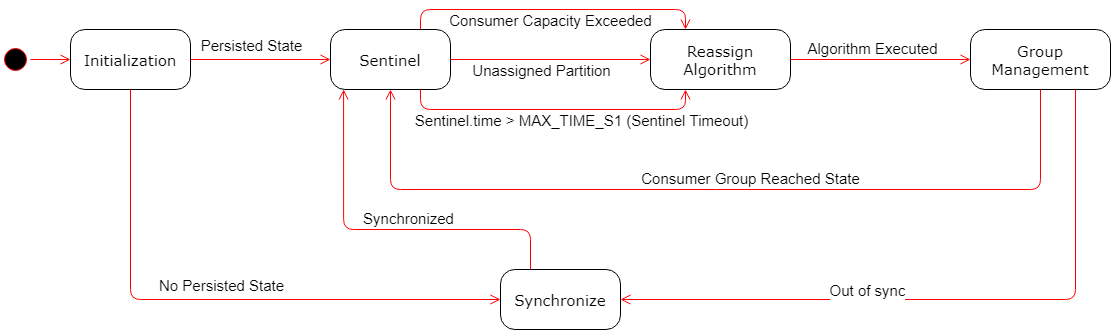 Consumer Capacity Exceeded
Persisted State
Algorithm Executed
Initialization
Sentinel
Reassign
Algorithm
Group
Management
Unassigned Partition
Sentinel.time > MAX_TIME_S1 (Sentinel Timeout)
Consumer Group Reached State
Synchronized
No Persisted State
Out of sync
Synchronize